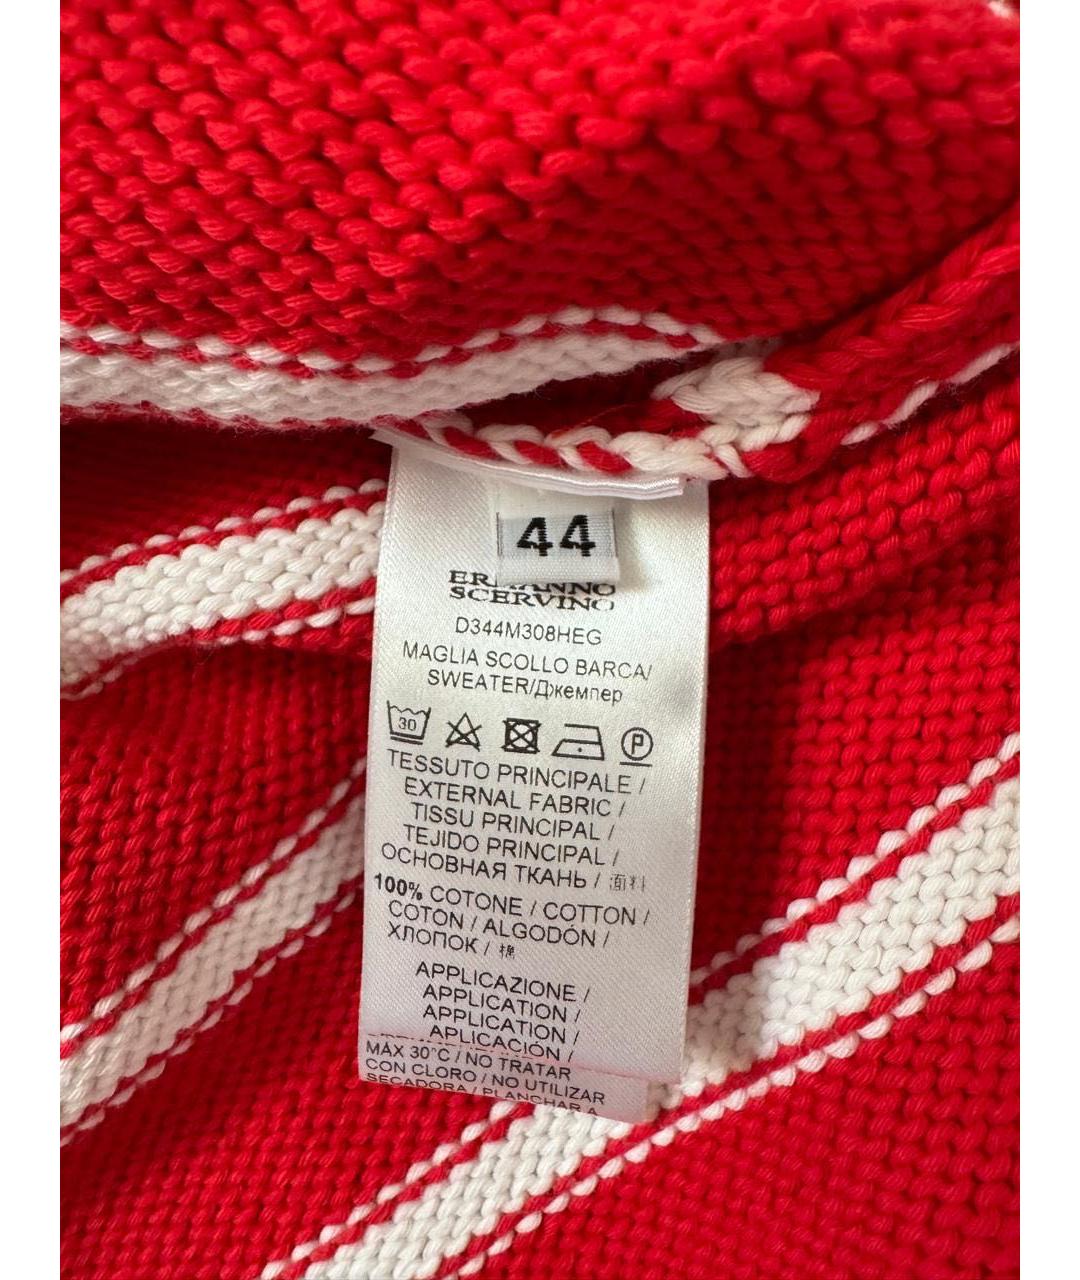 44
ERMANNO
SCERVINO
D344M308HEG
MAGLIA SCOLLO BARCA/
SWEATER/Джемпер
30
P
TESSUTO PRINCIPALE /
EXTERNAL FABRIC /
TISSU PRINCIPAL /
TEJIDO PRINCIPAL /
ОСНОВНАЯ ТКАНЬ / 面料
100% COTONE / COTTON /
COTON / ALGODÓN /
ХЛОПОК /
APPLICAZIONE /
APPLICATION /
APPLICATION /
APLICACIÓN /
MÁX 30°C / NO TRATAR
CON CLORO / NO UTILIZAR
SECADORA / PLANCHAR A